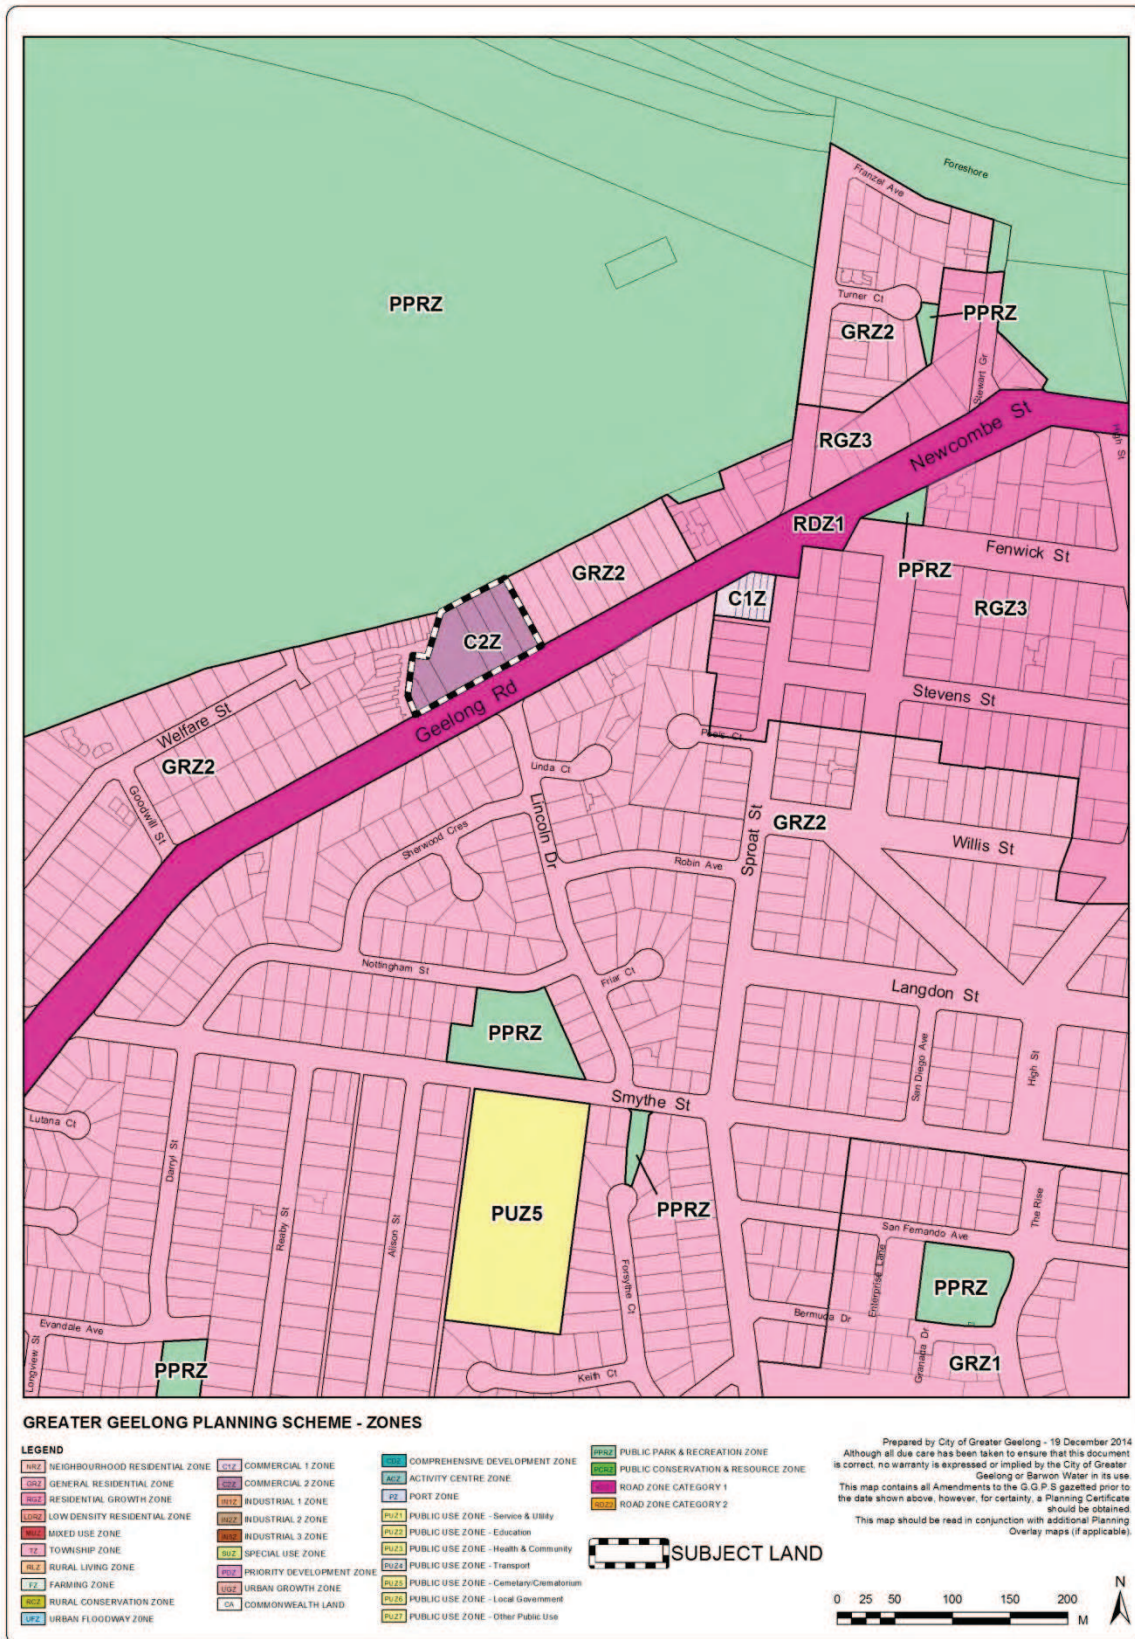 Foreshore
Franzel Ave
PPRZ
Turner Ct
PPRZ
GRZ2
Stewart Gr
Newcombe St
High St
RGZ3
RDZ1
Fenwick St
PPRZ
GRZ2
C1Z
RGZ3
C2Z
Stevens St
Geelong Rd
Welfare St
GRZ2
Linda Ct
Goodwill St
Lincoln Dr
Sherwood Cres
Sproat St
GRZ2
Willis St
Robin Ave
Nottingham St
Friar Ct
Langdon St
PPRZ
San Diego Ave
High St
Smythe St
Lutana Ct
Darryl St
Reaby St
Alison St
PUZ5
PPRZ
The Rise
San Fernando Ave
Enterprise Lane
Forsythe Ct
PPRZ
Bermuda Dr
Granada Dr
Evandale Ave
Longview St
PPRZ
Keith Ct
GRZ1
GREATER GEELONG PLANNING SCHEME - ZONES
LEGEND
NRZ NEIGHBOURHOOD RESIDENTIAL ZONE
GRZ GENERAL RESIDENTIAL ZONE
RGZ RESIDENTIAL GROWTH ZONE
LDRZ LOW DENSITY RESIDENTIAL ZONE
MUZ MIXED USE ZONE
TZ TOWNSHIP ZONE
RLZ RURAL LIVING ZONE
FZ FARMING ZONE
RCZ RURAL CONSERVATION ZONE
UFZ URBAN FLOODWAY ZONE
C1Z COMMERCIAL 1 ZONE
C2Z COMMERCIAL 2 ZONE
IN1Z INDUSTRIAL 1 ZONE
IN2Z INDUSTRIAL 2 ZONE
IN3Z INDUSTRIAL 3 ZONE
SUZ SPECIAL USE ZONE
PDZ PRIORITY DEVELOPMENT ZONE
UGZ URBAN GROWTH ZONE
CA COMMONWEALTH LAND
CDZ COMPREHENSIVE DEVELOPMENT ZONE
ACZ ACTIVITY CENTRE ZONE
PZ PORT ZONE
PUZ1 PUBLIC USE ZONE - Service & Utility
PUZ2 PUBLIC USE ZONE - Education
PUZ3 PUBLIC USE ZONE - Health & Community
PUZ4 PUBLIC USE ZONE - Transport
PUZ5 PUBLIC USE ZONE - Cemetary/Crematorium
PUZ6 PUBLIC USE ZONE - Local Government
PUZ7 PUBLIC USE ZONE - Other Public Use
PPRZ PUBLIC PARK & RECREATION ZONE
PCRZ PUBLIC CONSERVATION & RESOURCE ZONE
ROAD ZONE CATEGORY 1
RDZ2 ROAD ZONE CATEGORY 2
SUBJECT LAND
Prepared by City of Greater Geelong - 19 December 2014
Although all due care has been taken to ensure that this document
is correct, no warranty is expressed or implied by the City of Greater
Geelong or Barwon Water in its use.
This map contains all Amendments to the G.G.P.S gazetted prior to
the date shown above, however, for certainty, a Planning Certificate
should be obtained.
This map should be read in conjunction with additional Planning
Overlay maps (if applicable).
0 25 50 100 150 200
M
N